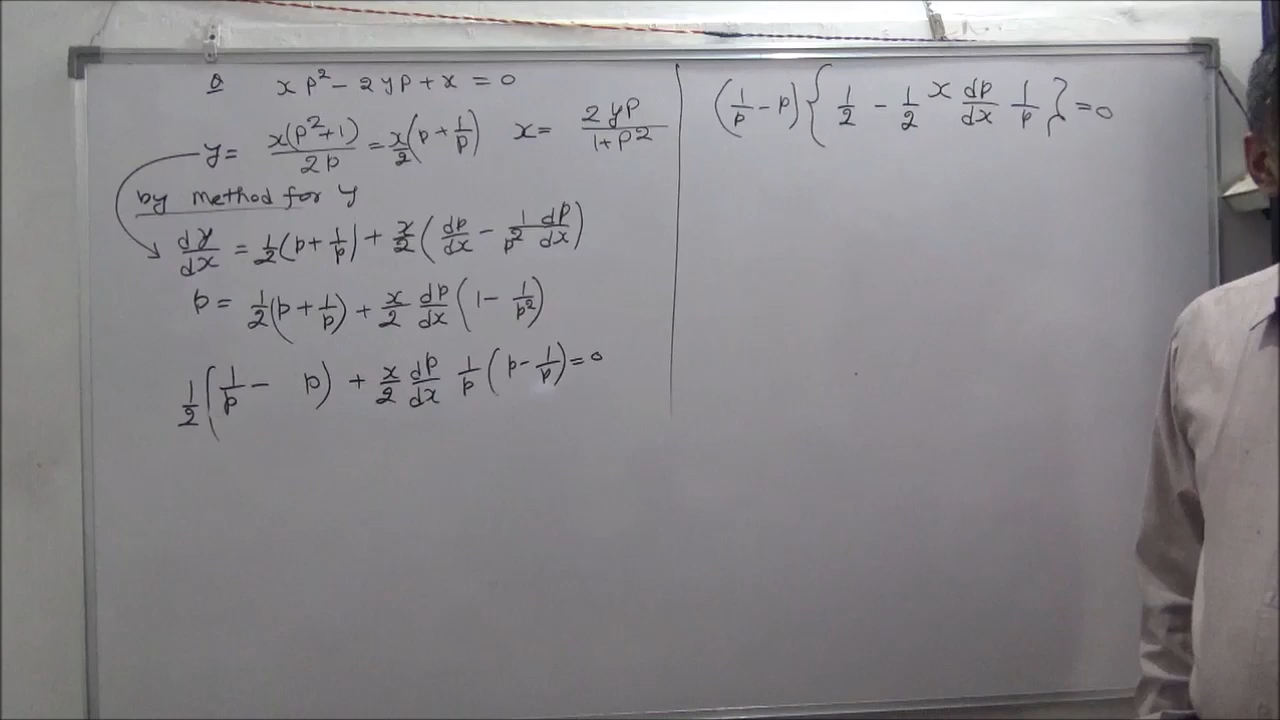 Q xp² - 2yp + x = 0
y = x(p²+1)/2p = x/2(p + 1/p) x = 2yp/1+p²
by method for y
dy/dx = 1/2(p + 1/p) + x/2(dp/dx - 1/p² dp/dx)
p = 1/2(p + 1/p) + x/2 dp/dx (1 - 1/p²)
1/2(1/p - p) + x/2 dp/dx 1/p (p - 1/p) = 0
(1/p - p){1/2 - 1/2 x dp/dx 1/p} = 0